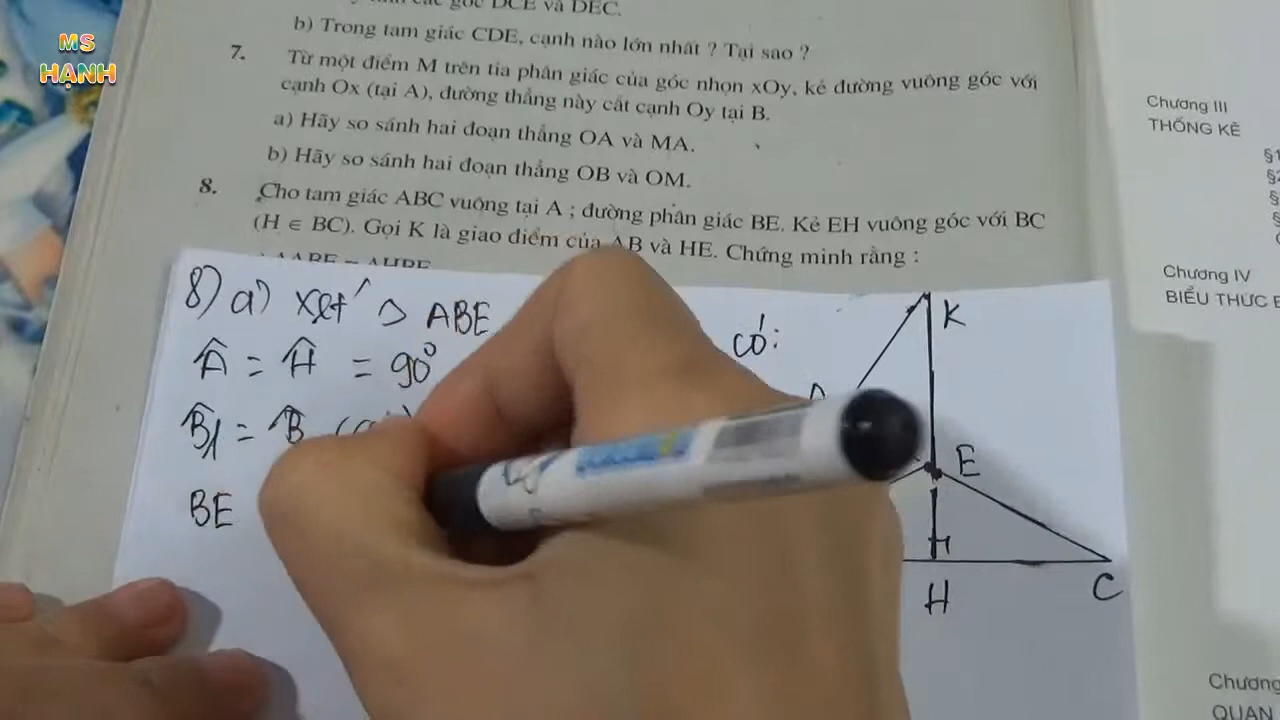 MS
HẠNH
góc DCE và DEC.
b) Trong tam giác CDE, cạnh nào lớn nhất ? Tại sao ?
7. Từ một điểm M trên tia phân giác của góc nhọn xOy, kẻ đường vuông góc với
cạnh Ox (tại A), đường thẳng này cắt cạnh Oy tại B.
a) Hãy so sánh hai đoạn thẳng OA và MA.
b) Hãy so sánh hai đoạn thẳng OB và OM.
8. Cho tam giác ABC vuông tại A ; đường phân giác BE. Kẻ EH vuông góc với BC
(H ∈ BC). Gọi K là giao điểm của AB và HE. Chứng minh rằng :
8) a) xét △ ABE có:
Â = Ĥ = 90°
B̂1 = B̂
BE
K
E
H
C
Chương III
THỐNG KÊ
Chương IV
BIỂU THỨC
Chương
QUAN